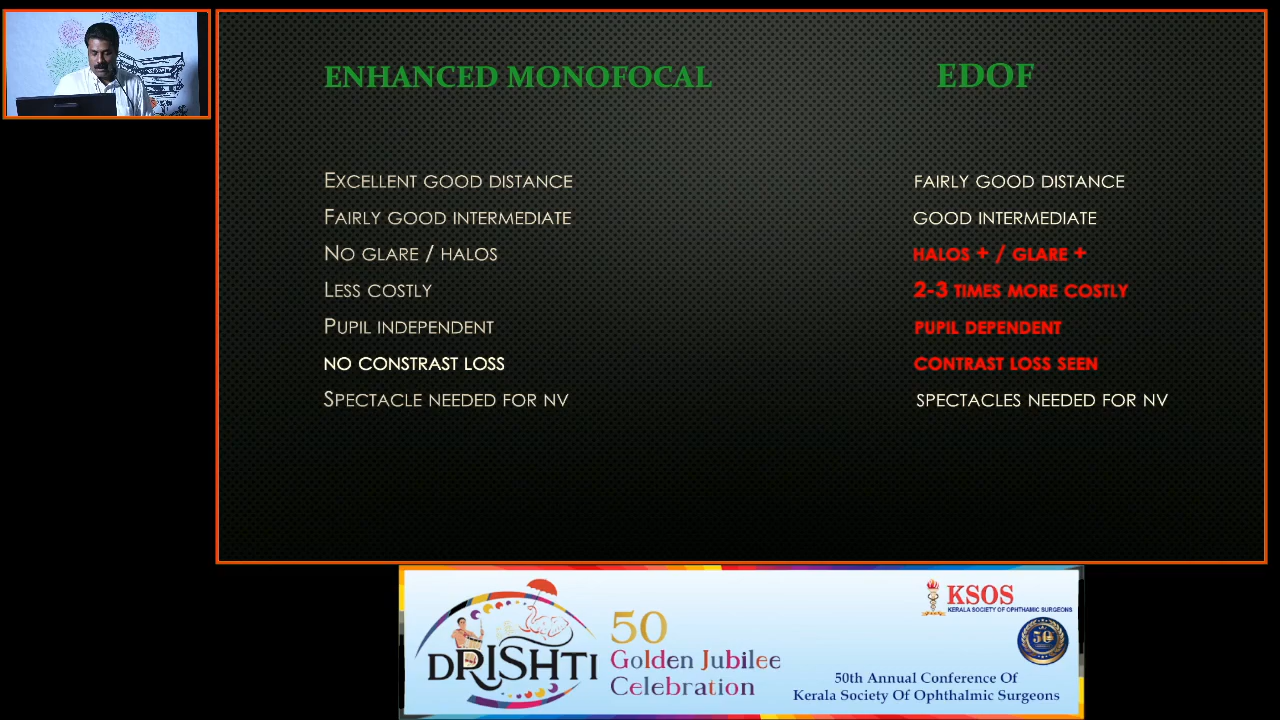 ENHANCED MONOFOCAL
EXCELLENT GOOD DISTANCE
FAIRLY GOOD INTERMEDIATE
NO GLARE / HALOS
LESS COSTLY
PUPIL INDEPENDENT
NO CONSTRAST LOSS
SPECTACLE NEEDED FOR NV
EDOF
FAIRLY GOOD DISTANCE
GOOD INTERMEDIATE
HALOS + / GLARE +
2-3 TIMES MORE COSTLY
PUPIL DEPENDENT
CONTRAST LOSS SEEN
SPECTACLES NEEDED FOR NV
DRISHTI
50
Golden Jubilee
Celebration
KSOS
KERALA SOCIETY OF OPHTHAMIC SURGEONS
50
50th Annual Conference Of
Kerala Society Of Ophthalmic Surgeons